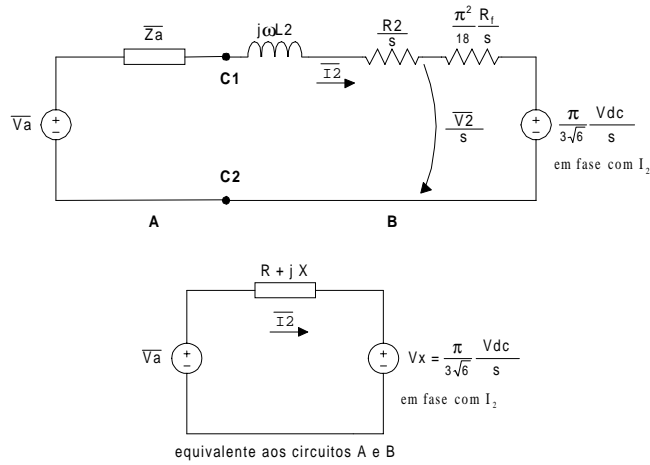 Za
jωL2
R2/s
π²/18 Rf/s
C1
I2
Va
+
−
V2/s
+
−
π/3√6 Vdc/s
em fase com I₂
C2
A
B
R + j X
I2
Va
+
−
+
−
Vx = π/3√6 Vdc/s
em fase com I₂
equivalente aos circuitos A e B